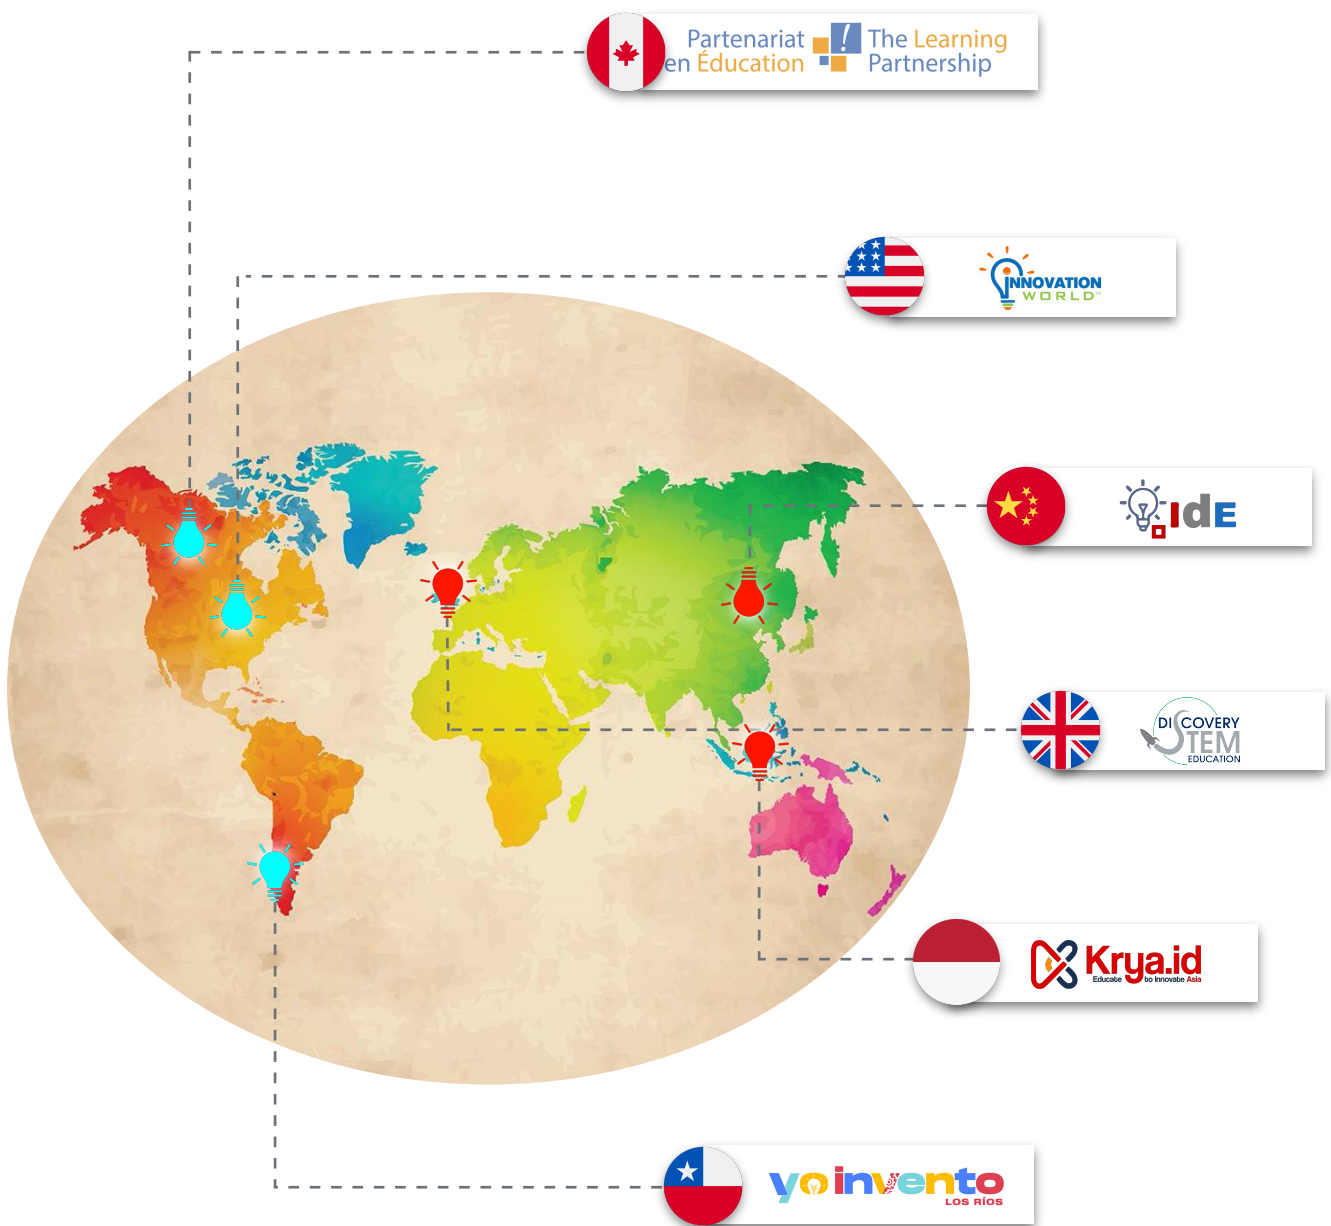 Partenariat
en Éducation
The Learning
Partnership
INNOVATION
WORLD™
IdE
DISCOVERY
STEM
EDUCATION
Krya.id
Educate to Innovate Asia
yo invento
LOS RÍOS